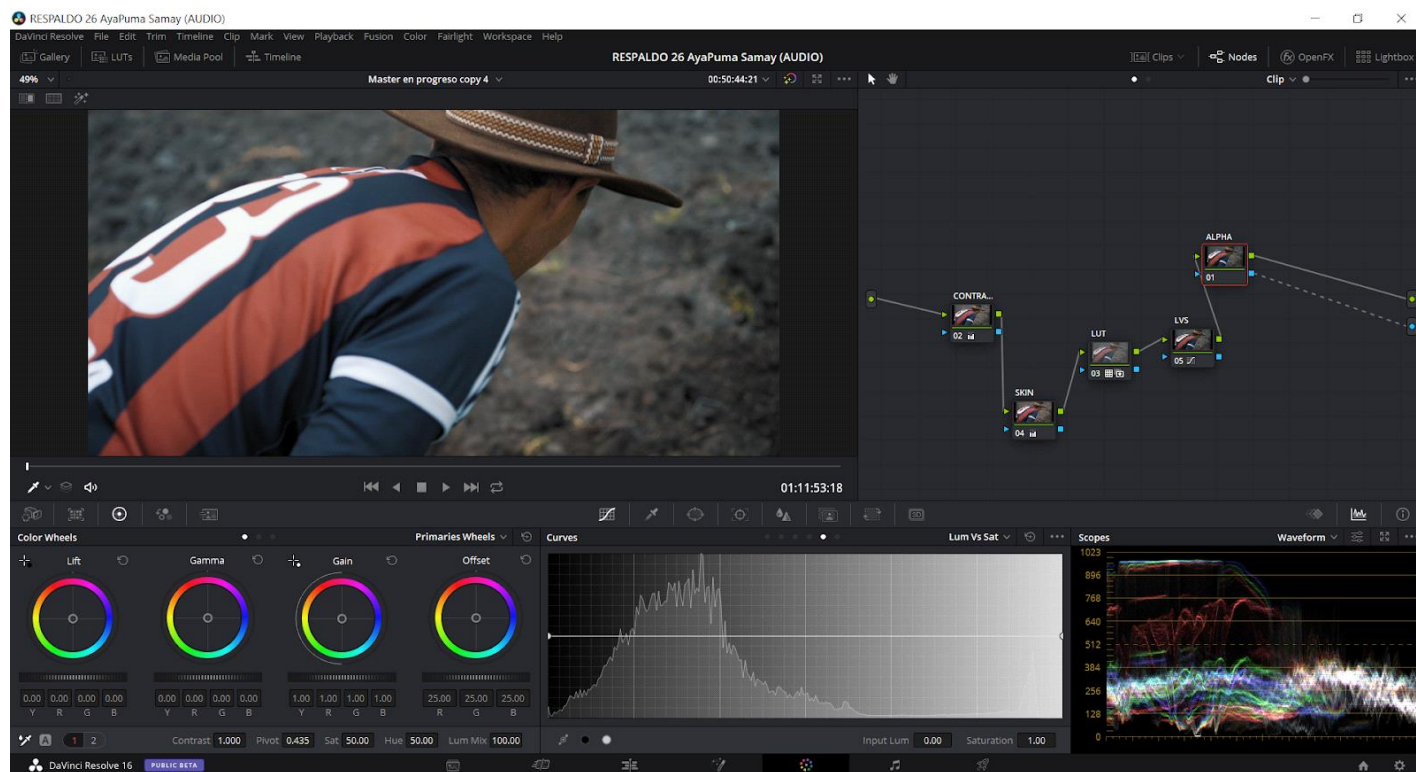 RESPALDO 26 AyaPuma Samay (AUDIO)
DaVinci Resolve File Edit Trim Timeline Clip Mark View Playback Fusion Color Fairlight Workspace Help
Gallery LUTs Media Pool Timeline RESPALDO 26 AyaPuma Samay (AUDIO) Clips Nodes OpenFX Lightbox
49% Master en progreso copy 4 00:50:44:21 Clip
ALPHA
01
CONTRA...
02
LVS
05
LUT
03
SKIN
04
01:11:53:18
Color Wheels Primaries Wheels Curves Lum Vs Sat Scopes Waveform
Lift Gamma Gain Offset
1023
896
768
640
512
384
256
128
0
0.00 0.00 0.00 0.00 0.00 0.00 0.00 0.00 1.00 1.00 1.00 1.00 25.00 25.00 25.00
Y R G B Y R G B Y R G B R G B
A 1 2 Contrast 1.000 Pivot 0.435 Sat 50.00 Hue 50.00 Lum Mix 100.00 Input Lum 0.00 Saturation 1.00
DaVinci Resolve 16 PUBLIC BETA